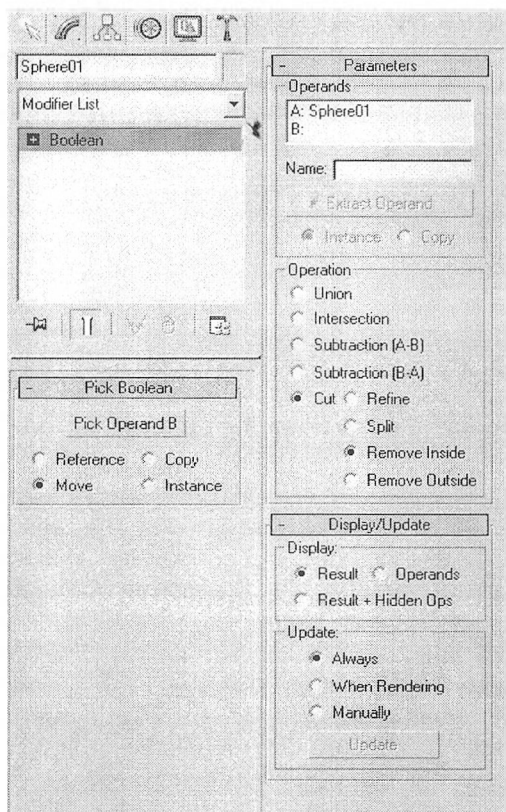 Sphere01
Modifier List
Boolean
Pick Boolean
Pick Operand B
Reference Copy
Move Instance
Parameters
Operands
A: Sphere01
B:
Name:
Extract Operand
Instance Copy
Operation
Union
Intersection
Subtraction (A-B)
Subtraction (B-A)
Cut Refine
Split
Remove Inside
Remove Outside
Display/Update
Display:
Result Operands
Result + Hidden Ops
Update:
Always
When Rendering
Manually
Update